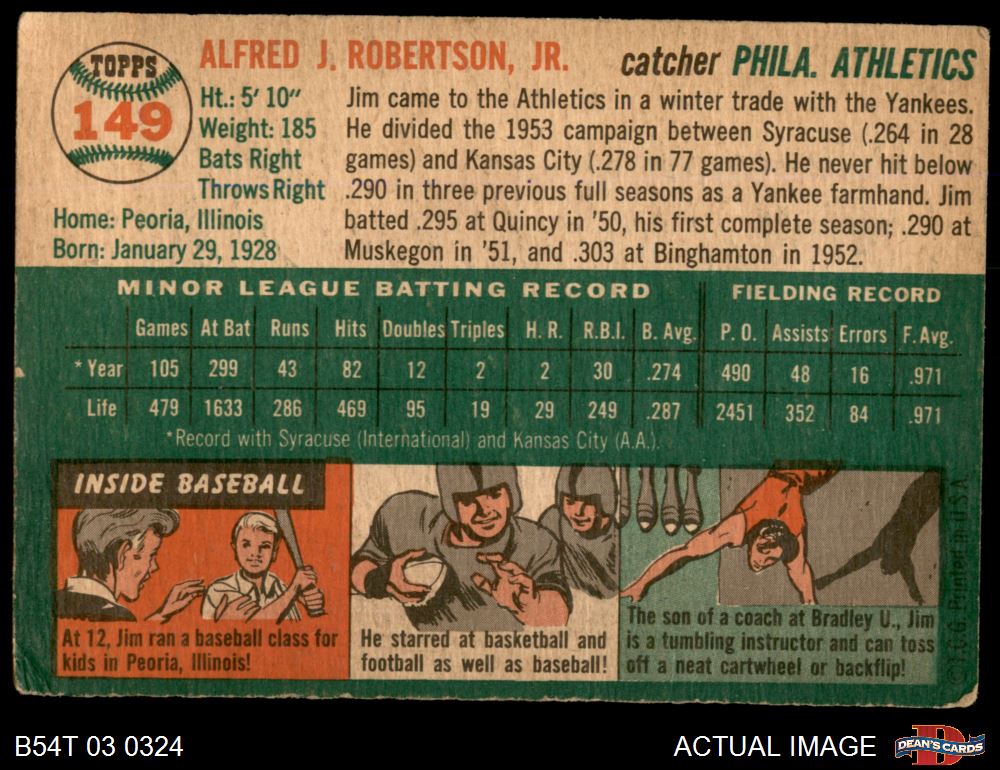 TOPPS
149
ALFRED J. ROBERTSON, JR.
catcher PHILA. ATHLETICS
Ht.: 5' 10"
Weight: 185
Bats Right
Throws Right
Home: Peoria, Illinois
Born: January 29, 1928
Jim came to the Athletics in a winter trade with the Yankees.
He divided the 1953 campaign between Syracuse (.264 in 28
games) and Kansas City (.278 in 77 games). He never hit below
.290 in three previous full seasons as a Yankee farmhand. Jim
batted .295 at Quincy in '50, his first complete season; .290 at
Muskegon in '51, and .303 at Binghamton in 1952.
MINOR LEAGUE BATTING RECORD FIELDING RECORD
Games At Bat Runs Hits Doubles Triples H. R. R.B.I. B. Avg. P. O. Assists Errors F. Avg.
* Year 105 299 43 82 12 2 2 30 .274 490 48 16 .971
Life 479 1633 286 469 95 19 29 249 .287 2451 352 84 .971
*Record with Syracuse (International) and Kansas City (A.A.).
INSIDE BASEBALL
At 12, Jim ran a baseball class for
kids in Peoria, Illinois!
He starred at basketball and
football as well as baseball!
The son of a coach at Bradley U., Jim
is a tumbling instructor and can toss
off a neat cartwheel or backflip!
© T.C.G. Printed in U.S.A.
B54T 03 0324
ACTUAL IMAGE
DEAN'S CARDS